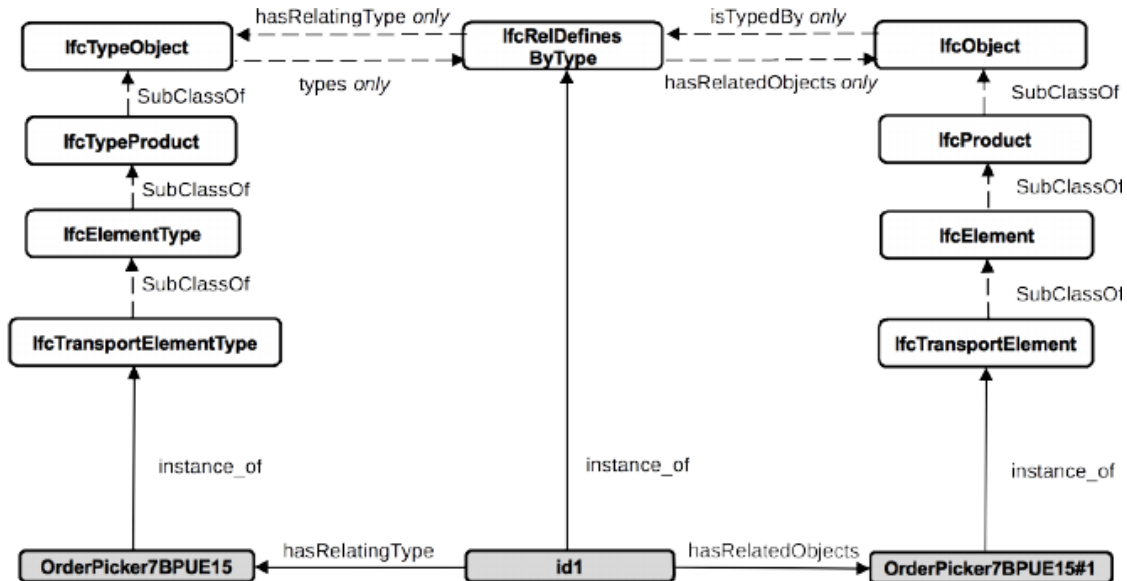 hasRelatingType only
isTypedBy only
IfcTypeObject
IfcRelDefines
ByType
IfcObject
types only
hasRelatedObjects only
SubClassOf
SubClassOf
IfcTypeProduct
IfcProduct
SubClassOf
SubClassOf
IfcElementType
IfcElement
SubClassOf
SubClassOf
IfcTransportElementType
IfcTransportElement
instance_of
instance_of
instance_of
hasRelatingType
hasRelatedObjects
OrderPicker7BPUE15
id1
OrderPicker7BPUE15#1